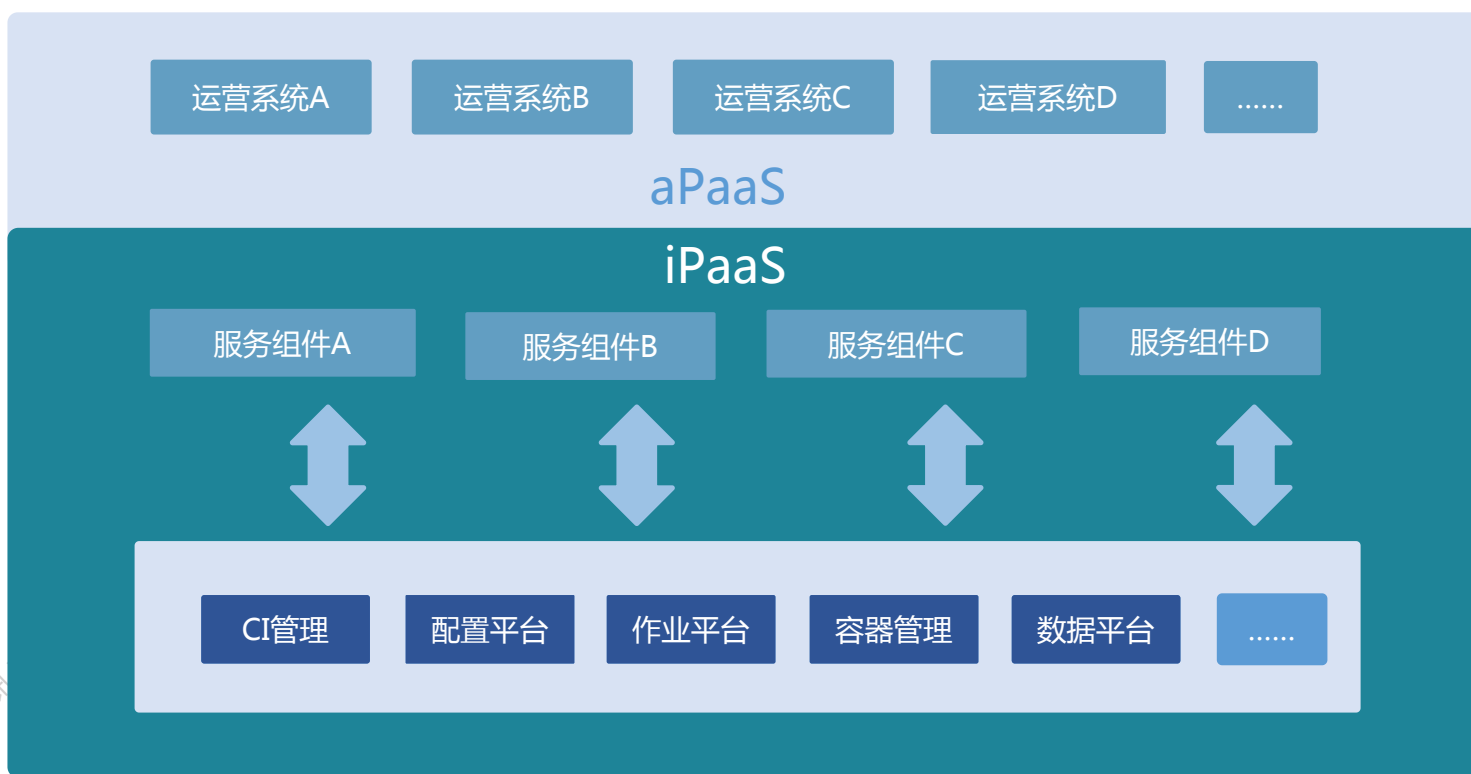 运营系统A
运营系统B
运营系统C
运营系统D
......
aPaaS
iPaaS
服务组件A
服务组件B
服务组件C
服务组件D
CI管理
配置平台
作业平台
容器管理
数据平台
......